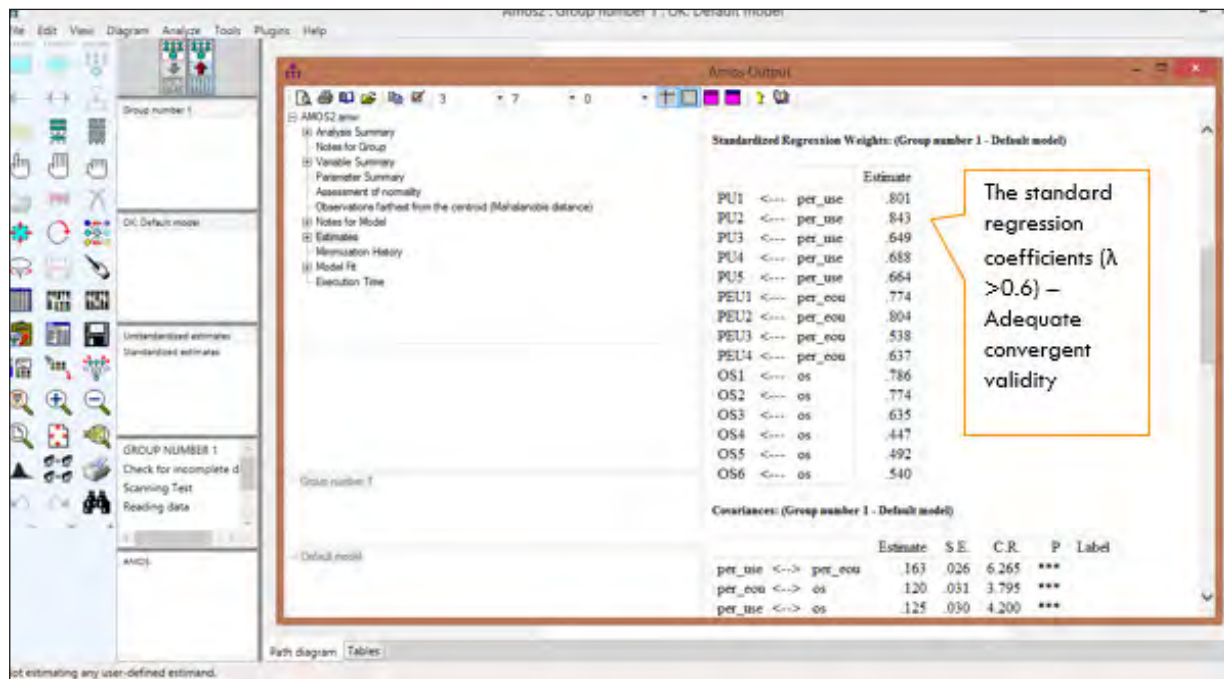 Amos2 : Group number 1 : OK: Default model
File Edit View Diagram Analyze Tools Plugins Help
Group number 1
OK: Default model
Unstandardized estimates
Standardized estimates
GROUP NUMBER 1
Check for incomplete d
Scanning Test
Reading data
AMOS
Amos Output
3 7 0
AMOS2.amw
Analysis Summary
Notes for Group
Variable Summary
Parameter Summary
Assessment of normality
Observations farthest from the centroid (Mahalanobis distance)
Notes for Model
Estimates
Minimization History
Model Fit
Execution Time
Group number 1
Default model
Standardized Regression Weights: (Group number 1 - Default model)
Estimate
PU1 <--- per_use .801
PU2 <--- per_use .843
PU3 <--- per_use .649
PU4 <--- per_use .688
PU5 <--- per_use .664
PEU1 <--- per_eou .774
PEU2 <--- per_eou .804
PEU3 <--- per_eou .538
PEU4 <--- per_eou .637
OS1 <--- os .786
OS2 <--- os .774
OS3 <--- os .635
OS4 <--- os .447
OS5 <--- os .492
OS6 <--- os .540
The standard
regression
coefficients (λ
>0.6) –
Adequate
convergent
validity
Covariances: (Group number 1 - Default model)
Estimate S.E. C.R. P Label
per_use <--> per_eou .163 .026 6.265 ***
per_eou <--> os .120 .031 3.795 ***
per_use <--> os .125 .030 4.200 ***
Path diagram Tables
ot estimating any user-defined estimand.